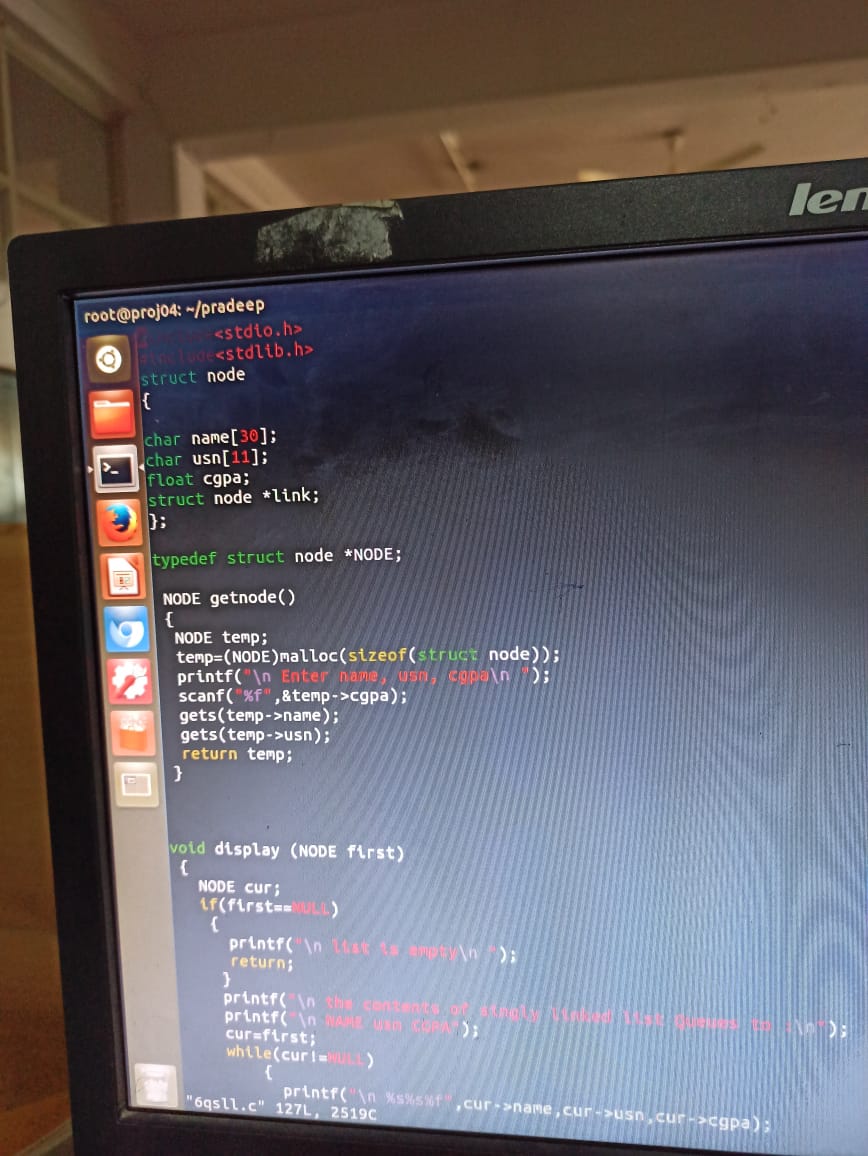 len
root@proj04: ~/pradeep
#include<stdio.h>
#include<stdlib.h>
struct node
{
char name[30];
char usn[11];
float cgpa;
struct node *link;
};
typedef struct node *NODE;
NODE getnode()
{
NODE temp;
temp=(NODE)malloc(sizeof(struct node));
printf("\n Enter name, usn, cgpa\n ");
scanf("%f",&temp->cgpa);
gets(temp->name);
gets(temp->usn);
return temp;
}
void display (NODE first)
{
NODE cur;
if(first==NULL)
{
printf("\n list is empty\n ");
return;
}
printf("\n the contents of singly linked list Queues to :\n");
printf("\n NAME usn CGPA");
cur=first;
while(cur!=NULL)
{
printf("\n %s%s%f",cur->name,cur->usn,cur->cgpa);
"6qsll.c" 127L, 2519C